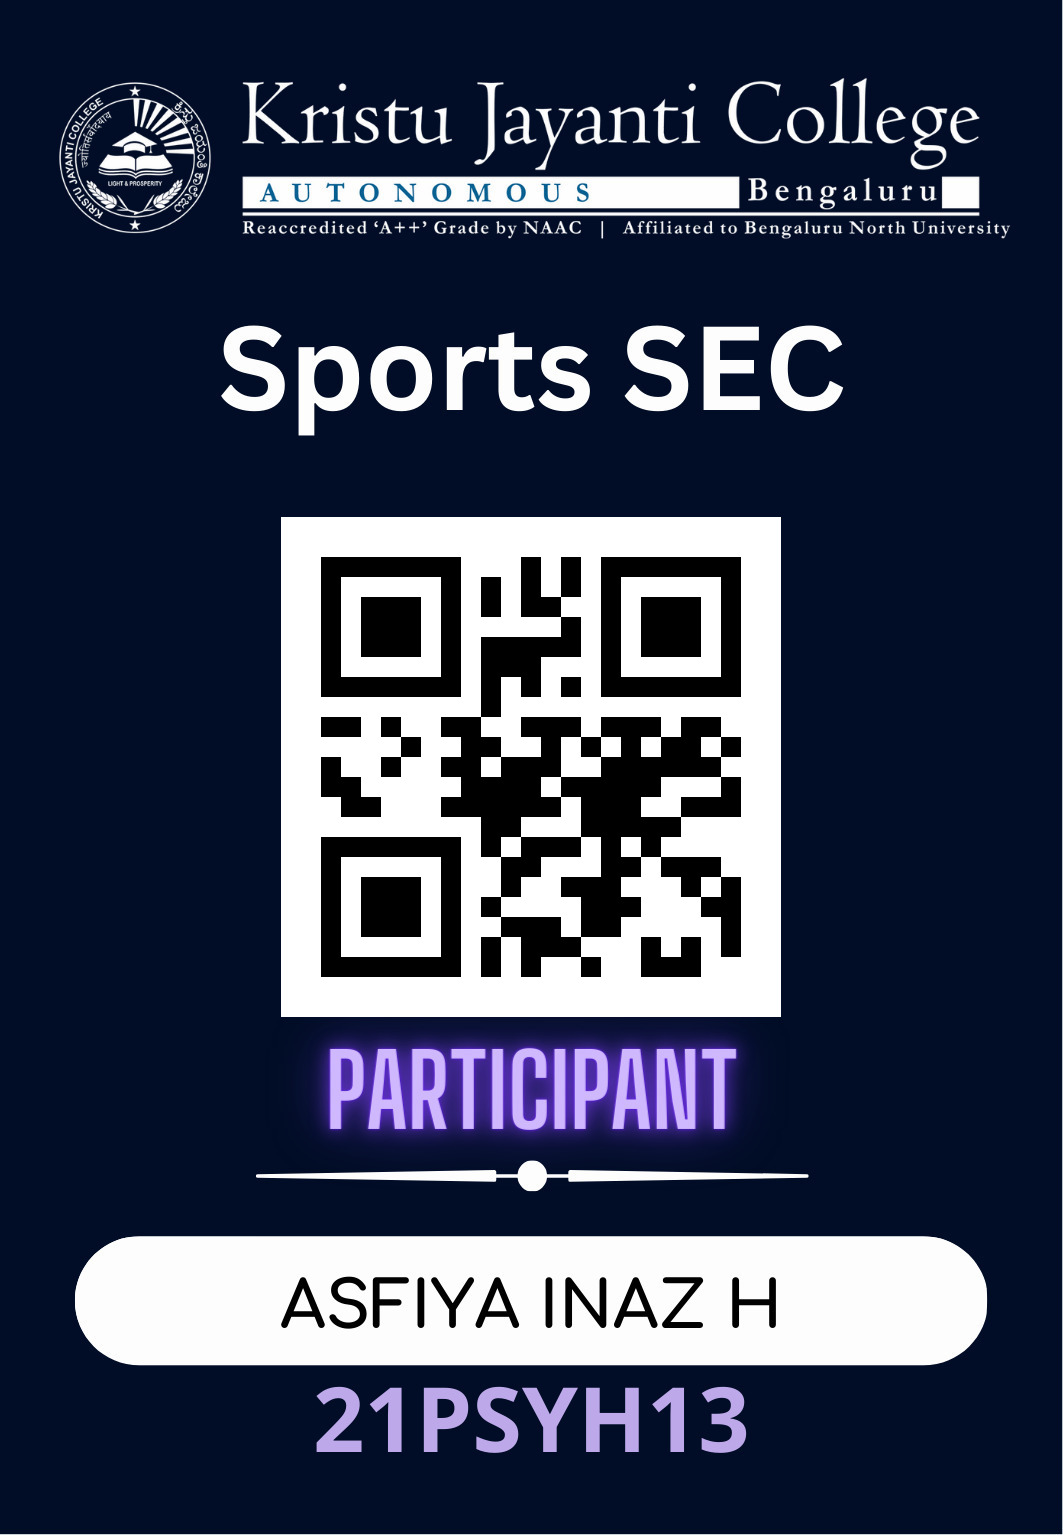 KRISTU JAYANTI COLLEGE
LIGHT & PROSPERITY
Kristu Jayanti College
AUTONOMOUS Bengaluru
Reaccredited ‘A++’ Grade by NAAC | Affiliated to Bengaluru North University
Sports SEC
PARTICIPANT
ASFIYA INAZ H
21PSYH13